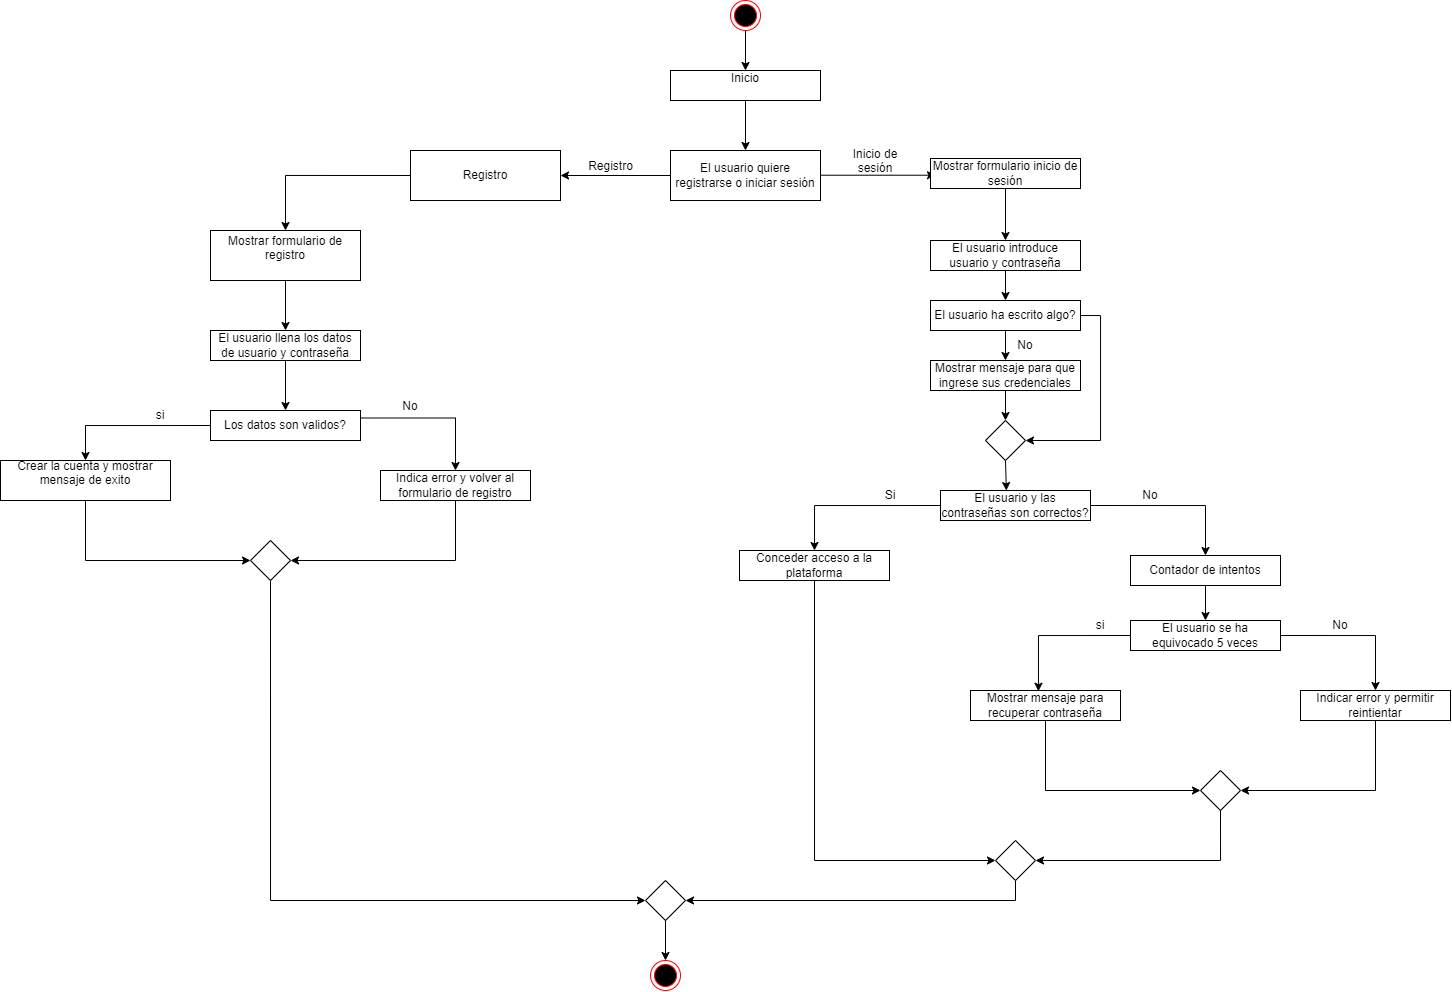 Inicio
El usuario quiere
registrarse o iniciar sesión
Registro
Registro
Inicio de
sesión
Mostrar formulario inicio de
sesión
Mostrar formulario de
registro
El usuario introduce
usuario y contraseña
El usuario ha escrito algo?
No
Mostrar mensaje para que
ingrese sus credenciales
El usuario llena los datos
de usuario y contraseña
Los datos son validos?
si
No
Crear la cuenta y mostrar
mensaje de exito
Indica error y volver al
formulario de registro
El usuario y las
contraseñas son correctos?
Si
No
Conceder acceso a la
plataforma
Contador de intentos
El usuario se ha
equivocado 5 veces
si
No
Mostrar mensaje para
recuperar contraseña
Indicar error y permitir
reintientar